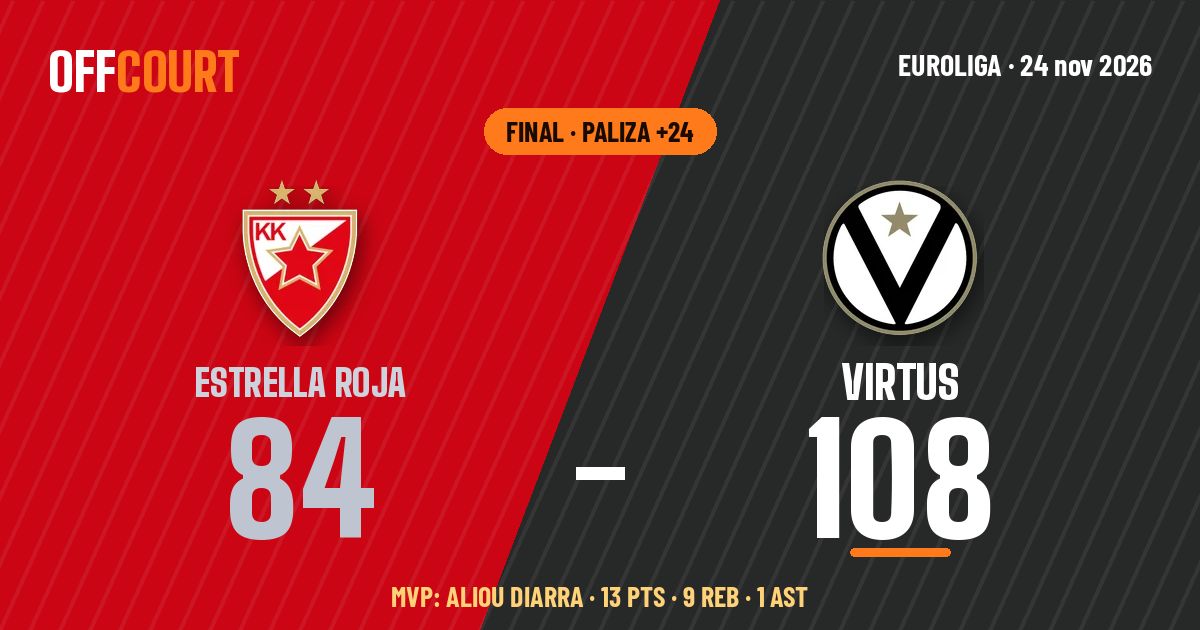 OFFCOURT
EUROLIGA · 24 nov 2026
FINAL · PALIZA +24
KK
ESTRELLA ROJA
VIRTUS
84
–
108
MVP: ALIOU DIARRA · 13 PTS · 9 REB · 1 AST